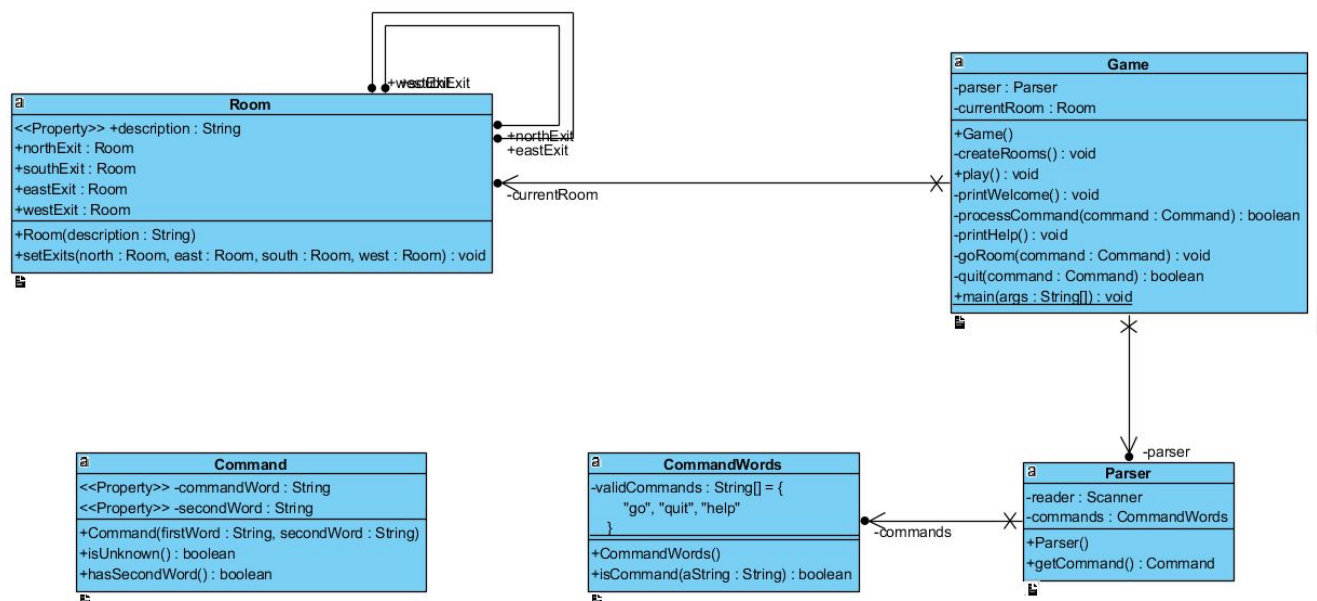 +westExit
a
Room
<<Property>> +description : String
+northExit : Room
+southExit : Room
+eastExit : Room
+westExit : Room
+Room(description : String)
+setExits(north : Room, east : Room, south : Room, west : Room) : void
+northExit
+eastExit
-currentRoom
a
Game
-parser : Parser
-currentRoom : Room
+Game()
-createRooms() : void
+play() : void
-printWelcome() : void
-processCommand(command : Command) : boolean
-printHelp() : void
-goRoom(command : Command) : void
-quit(command : Command) : boolean
+main(args : String[]) : void
a
Command
<<Property>> -commandWord : String
<<Property>> -secondWord : String
+Command(firstWord : String, secondWord : String)
+isUnknown() : boolean
+hasSecondWord() : boolean
a
CommandWords
-validCommands : String[] = {
"go", "quit", "help"
}
+CommandWords()
+isCommand(aString : String) : boolean
-commands
-parser
a
Parser
-reader : Scanner
-commands : CommandWords
+Parser()
+getCommand() : Command